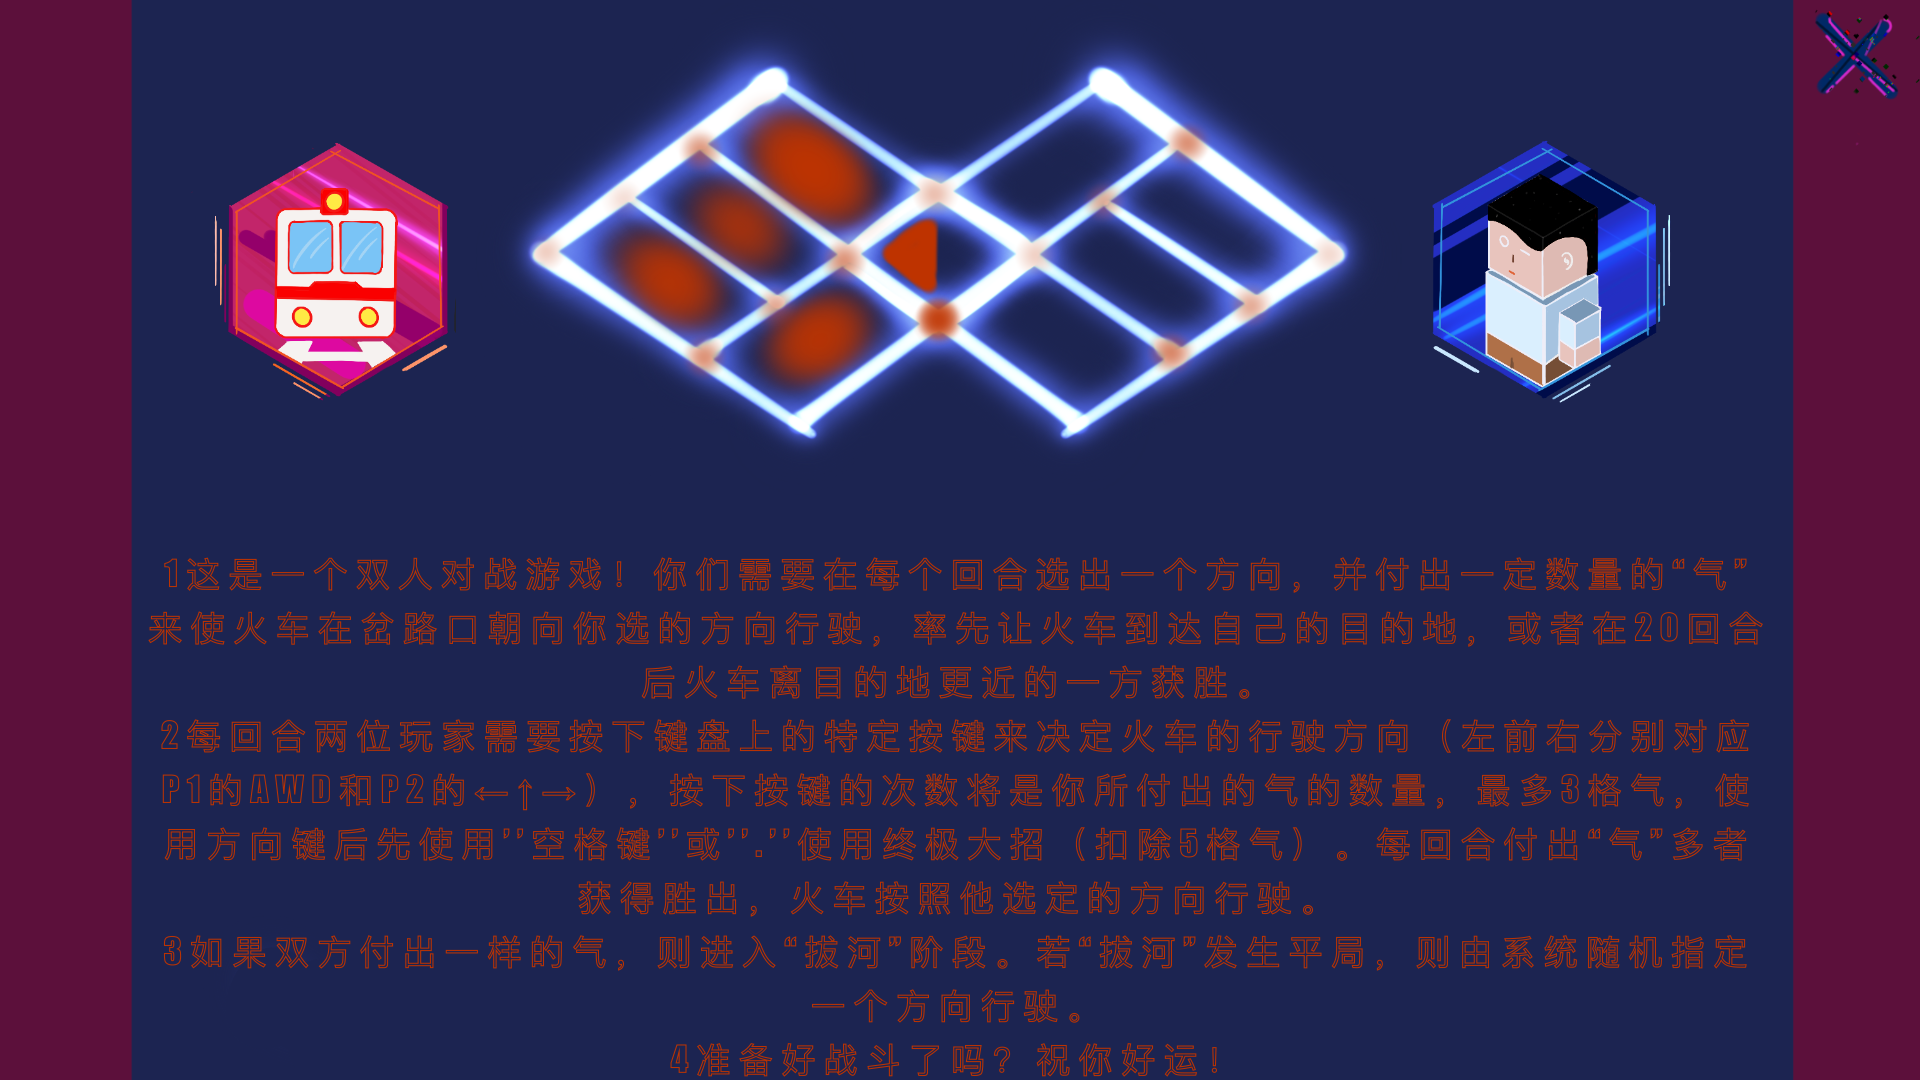 1这是一个双人对战游戏！你们需要在每个回合选出一个方向，并付出一定数量的“气”
来使火车在岔路口朝向你选的方向行驶，率先让火车到达自己的目的地，或者在20回合
后火车离目的地更近的一方获胜。
2每回合两位玩家需要按下键盘上的特定按键来决定火车的行驶方向（左前右分别对应
P1的AWD和P2的←↑→），按下按键的次数将是你所付出的气的数量，最多3格气，使
用方向键后先使用’’空格键’’或’’.’’使用终极大招（扣除5格气）。每回合付出“气”多者
获得胜出，火车按照他选定的方向行驶。
3如果双方付出一样的气，则进入“拔河”阶段。若“拔河”发生平局，则由系统随机指定
一个方向行驶。
4准备好战斗了吗？祝你好运！